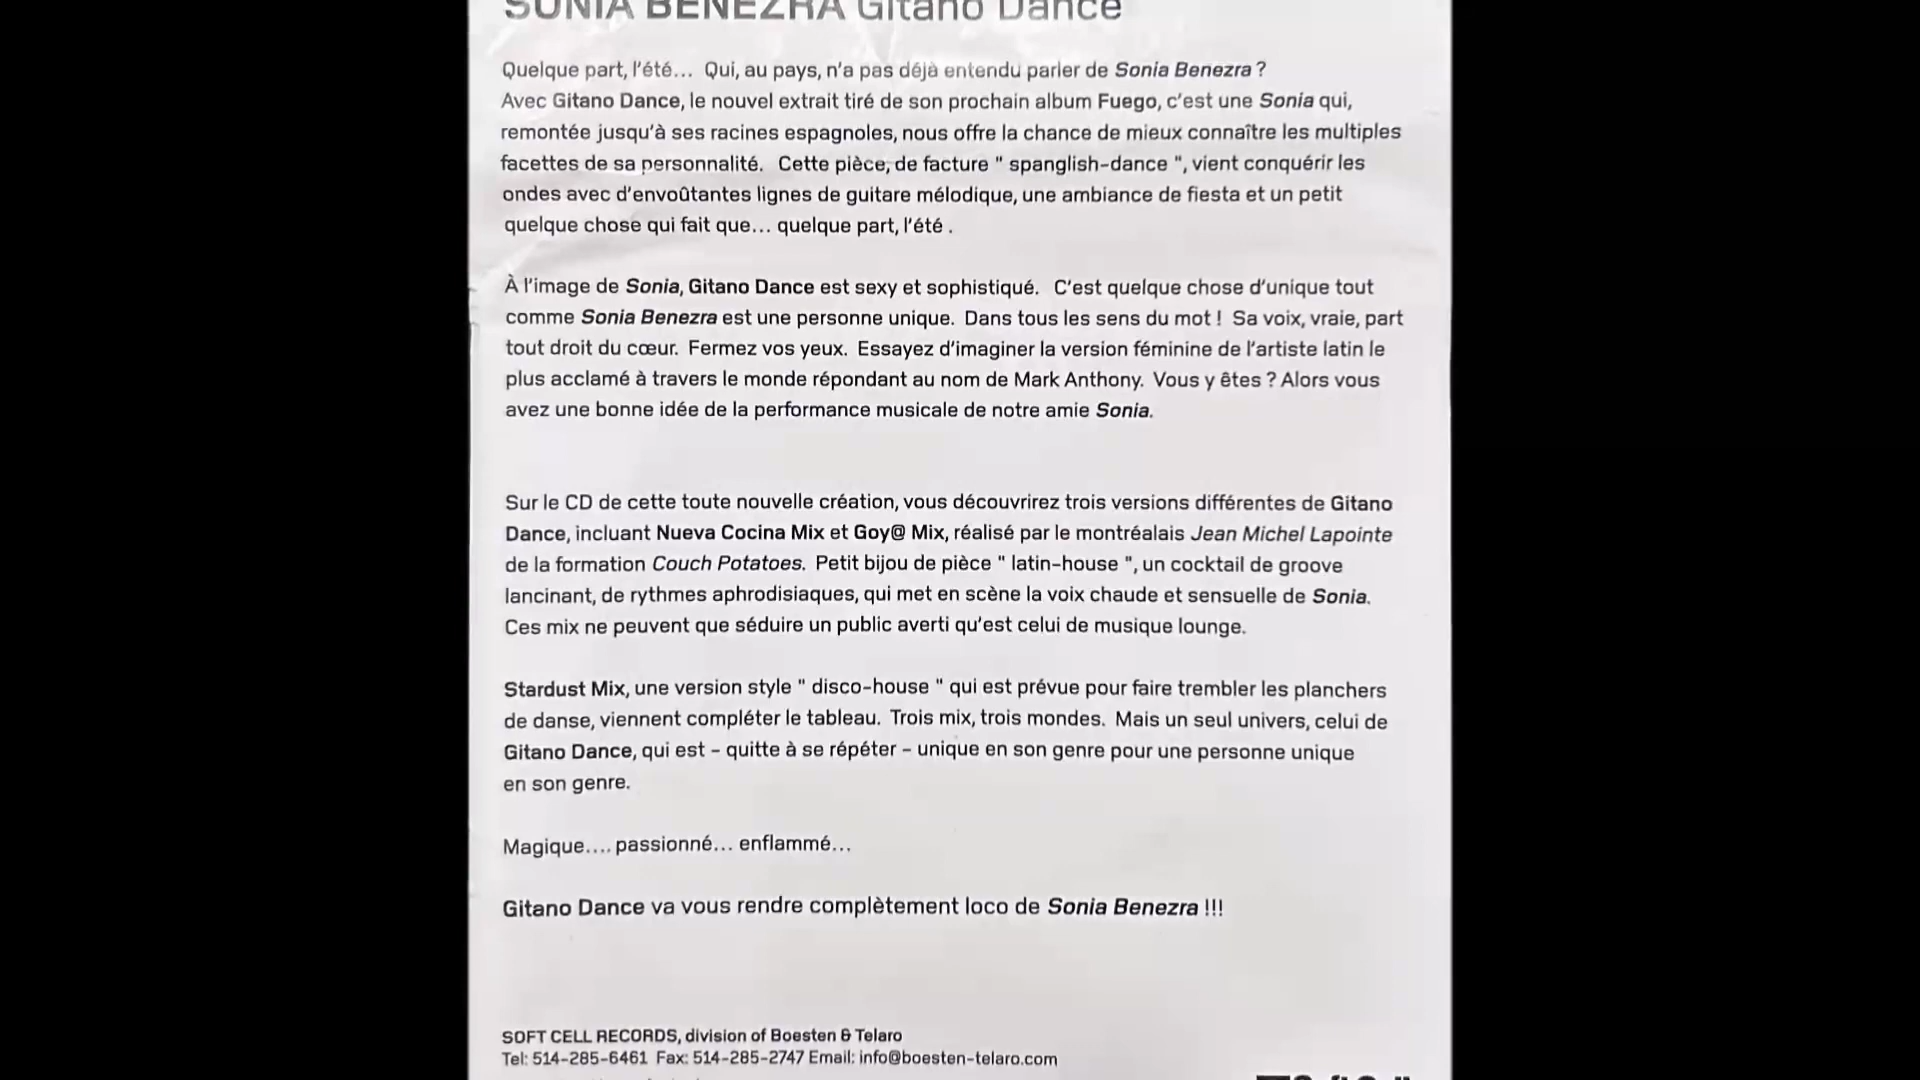 SONIA BENEZRA Gitano Dance
Quelque part, l'été... Qui, au pays, n'a pas déjà entendu parler de Sonia Benezra ?
Avec Gitano Dance, le nouvel extrait tiré de son prochain album Fuego, c'est une Sonia qui,
remontée jusqu'à ses racines espagnoles, nous offre la chance de mieux connaître les multiples
facettes de sa personnalité. Cette pièce, de facture " spanglish-dance ", vient conquérir les
ondes avec d'envoûtantes lignes de guitare mélodique, une ambiance de fiesta et un petit
quelque chose qui fait que... quelque part, l'été .
À l'image de Sonia, Gitano Dance est sexy et sophistiqué. C'est quelque chose d'unique tout
comme Sonia Benezra est une personne unique. Dans tous les sens du mot ! Sa voix, vraie, part
tout droit du cœur. Fermez vos yeux. Essayez d'imaginer la version féminine de l'artiste latin le
plus acclamé à travers le monde répondant au nom de Mark Anthony. Vous y êtes ? Alors vous
avez une bonne idée de la performance musicale de notre amie Sonia.
Sur le CD de cette toute nouvelle création, vous découvrirez trois versions différentes de Gitano
Dance, incluant Nueva Cocina Mix et Goy@ Mix, réalisé par le montréalais Jean Michel Lapointe
de la formation Couch Potatoes. Petit bijou de pièce " latin-house ", un cocktail de groove
lancinant, de rythmes aphrodisiaques, qui met en scène la voix chaude et sensuelle de Sonia.
Ces mix ne peuvent que séduire un public averti qu'est celui de musique lounge.
Stardust Mix, une version style " disco-house " qui est prévue pour faire trembler les planchers
de danse, viennent compléter le tableau. Trois mix, trois mondes. Mais un seul univers, celui de
Gitano Dance, qui est - quitte à se répéter - unique en son genre pour une personne unique
en son genre.
Magique.... passionné... enflammé...
Gitano Dance va vous rendre complètement loco de Sonia Benezra !!!
SOFT CELL RECORDS, division of Boesten & Telaro
Tel: 514-285-6461 Fax: 514-285-2747 Email: info@boesten-telaro.com